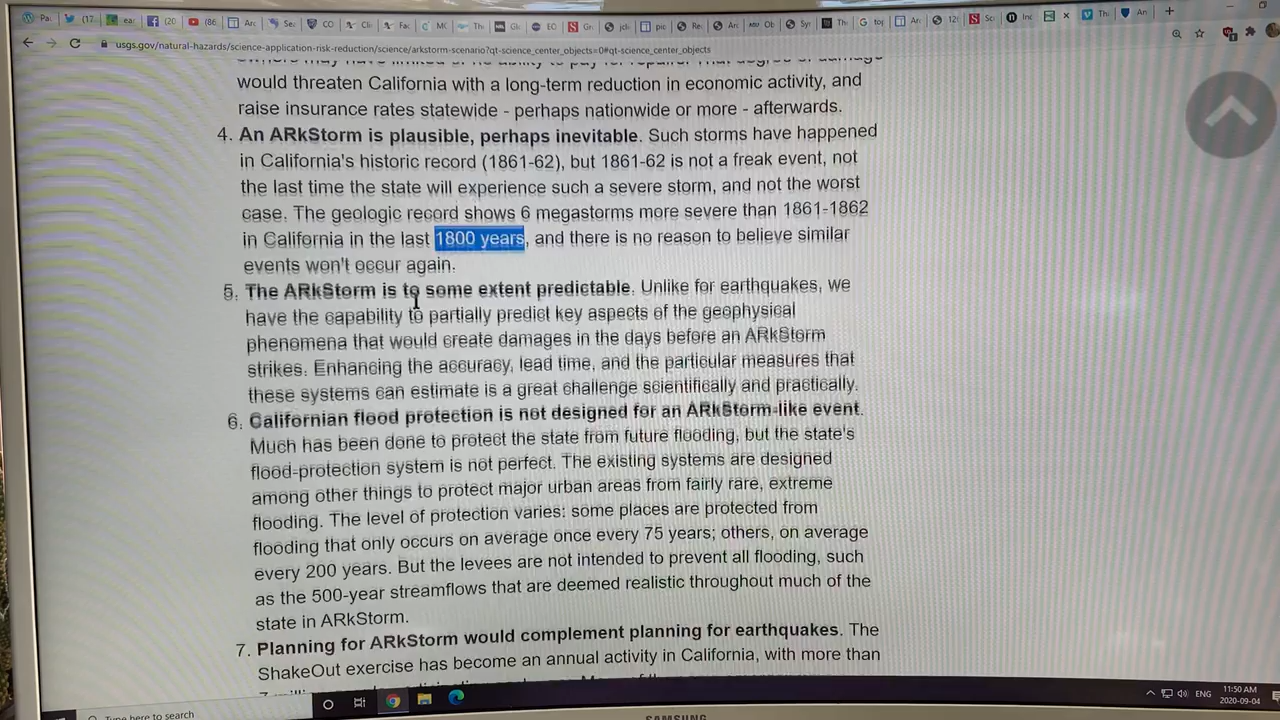 usgs.gov/natural-hazards/science-application-risk-reduction/science/arkstorm-scenario?qt-science_center_objects=0#qt-science_center_objects
would threaten California with a long-term reduction in economic activity, and
raise insurance rates statewide - perhaps nationwide or more - afterwards.
4. An ARkStorm is plausible, perhaps inevitable. Such storms have happened
in California's historic record (1861-62), but 1861-62 is not a freak event, not
the last time the state will experience such a severe storm, and not the worst
case. The geologic record shows 6 megastorms more severe than 1861-1862
in California in the last 1800 years, and there is no reason to believe similar
events won't occur again.
5. The ARkStorm is to some extent predictable. Unlike for earthquakes, we
have the capability to partially predict key aspects of the geophysical
phenomena that would create damages in the days before an ARkStorm
strikes. Enhancing the accuracy, lead time, and the particular measures that
these systems can estimate is a great challenge scientifically and practically.
6. Californian flood protection is not designed for an ARkStorm-like event.
Much has been done to protect the state from future flooding, but the state's
flood-protection system is not perfect. The existing systems are designed
among other things to protect major urban areas from fairly rare, extreme
flooding. The level of protection varies: some places are protected from
flooding that only occurs on average once every 75 years; others, on average
every 200 years. But the levees are not intended to prevent all flooding, such
as the 500-year streamflows that are deemed realistic throughout much of the
state in ARkStorm.
7. Planning for ARkStorm would complement planning for earthquakes. The
ShakeOut exercise has become an annual activity in California, with more than
Type here to search
ENG
11:50 AM
2020-09-04
SAMSUNG